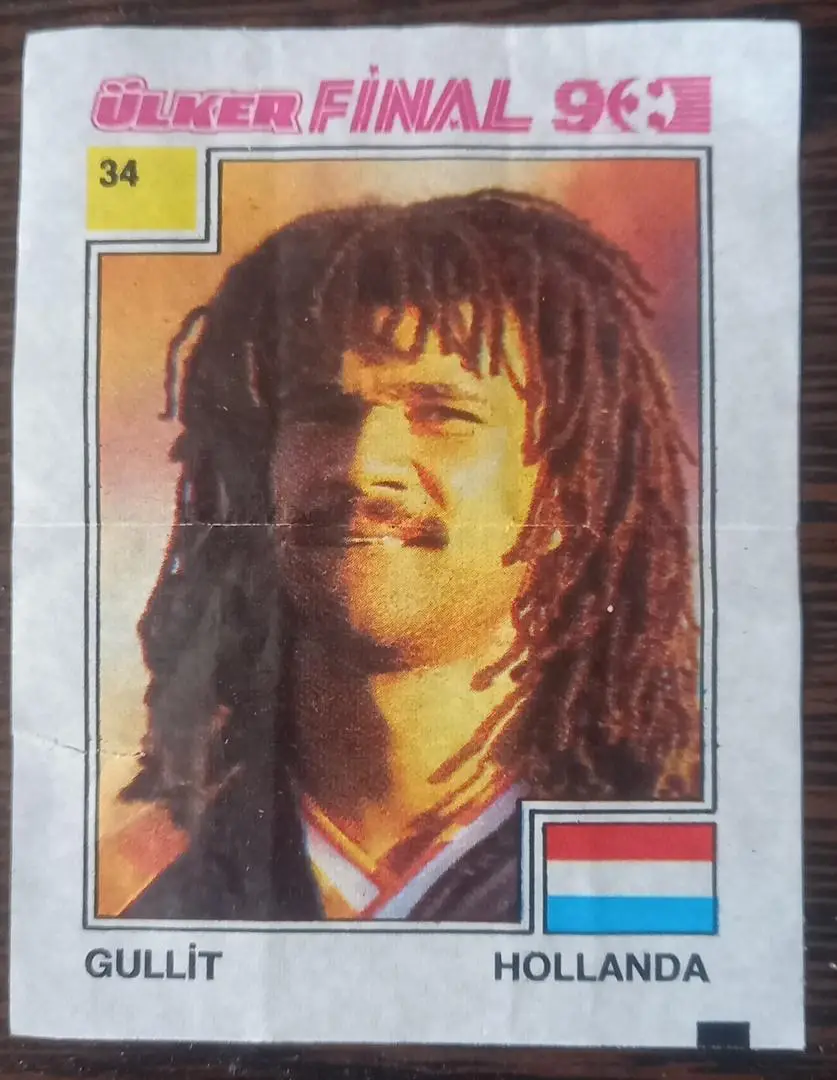 ÜLKER FİNAL 90
34
GULLİT HOLLANDA